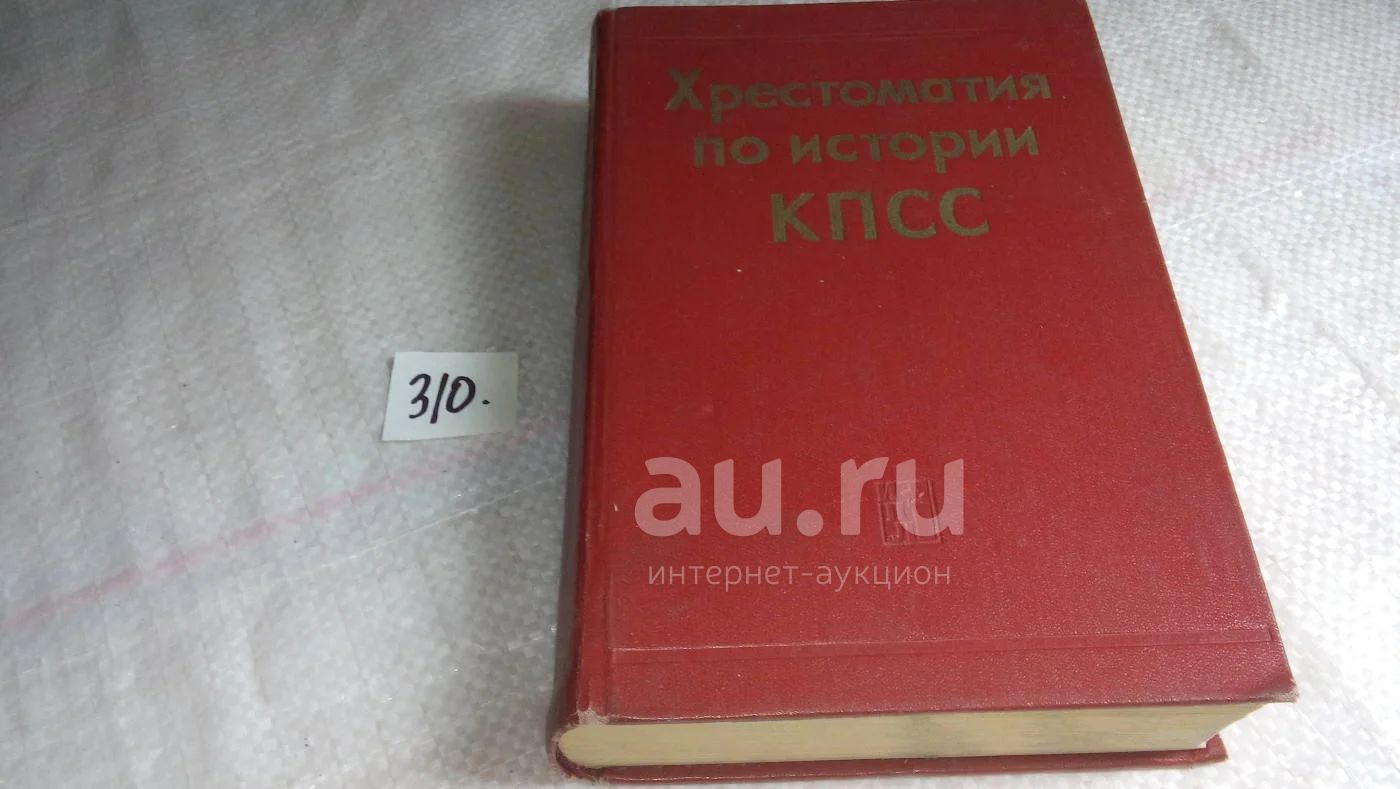 Хрестоматия
по истории
КПСС
310.
au.ru
интернет-аукцион